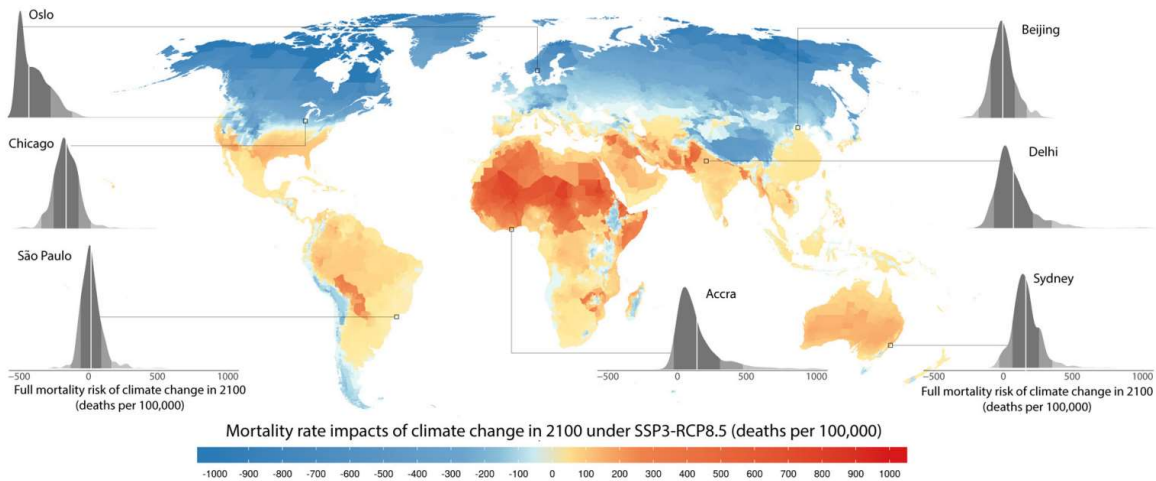 Oslo
Beijing
Chicago
Delhi
São Paulo
Accra
Sydney
−500 0 500 1000
Full mortality risk of climate change in 2100
(deaths per 100,000)
−500 0 500 1000
−500 0 500 1000
Full mortality risk of climate change in 2100
(deaths per 100,000)
Mortality rate impacts of climate change in 2100 under SSP3-RCP8.5 (deaths per 100,000)
-1000 -900 -800 -700 -600 -500 -400 -300 -200 -100 0 100 200 300 400 500 600 700 800 900 1000